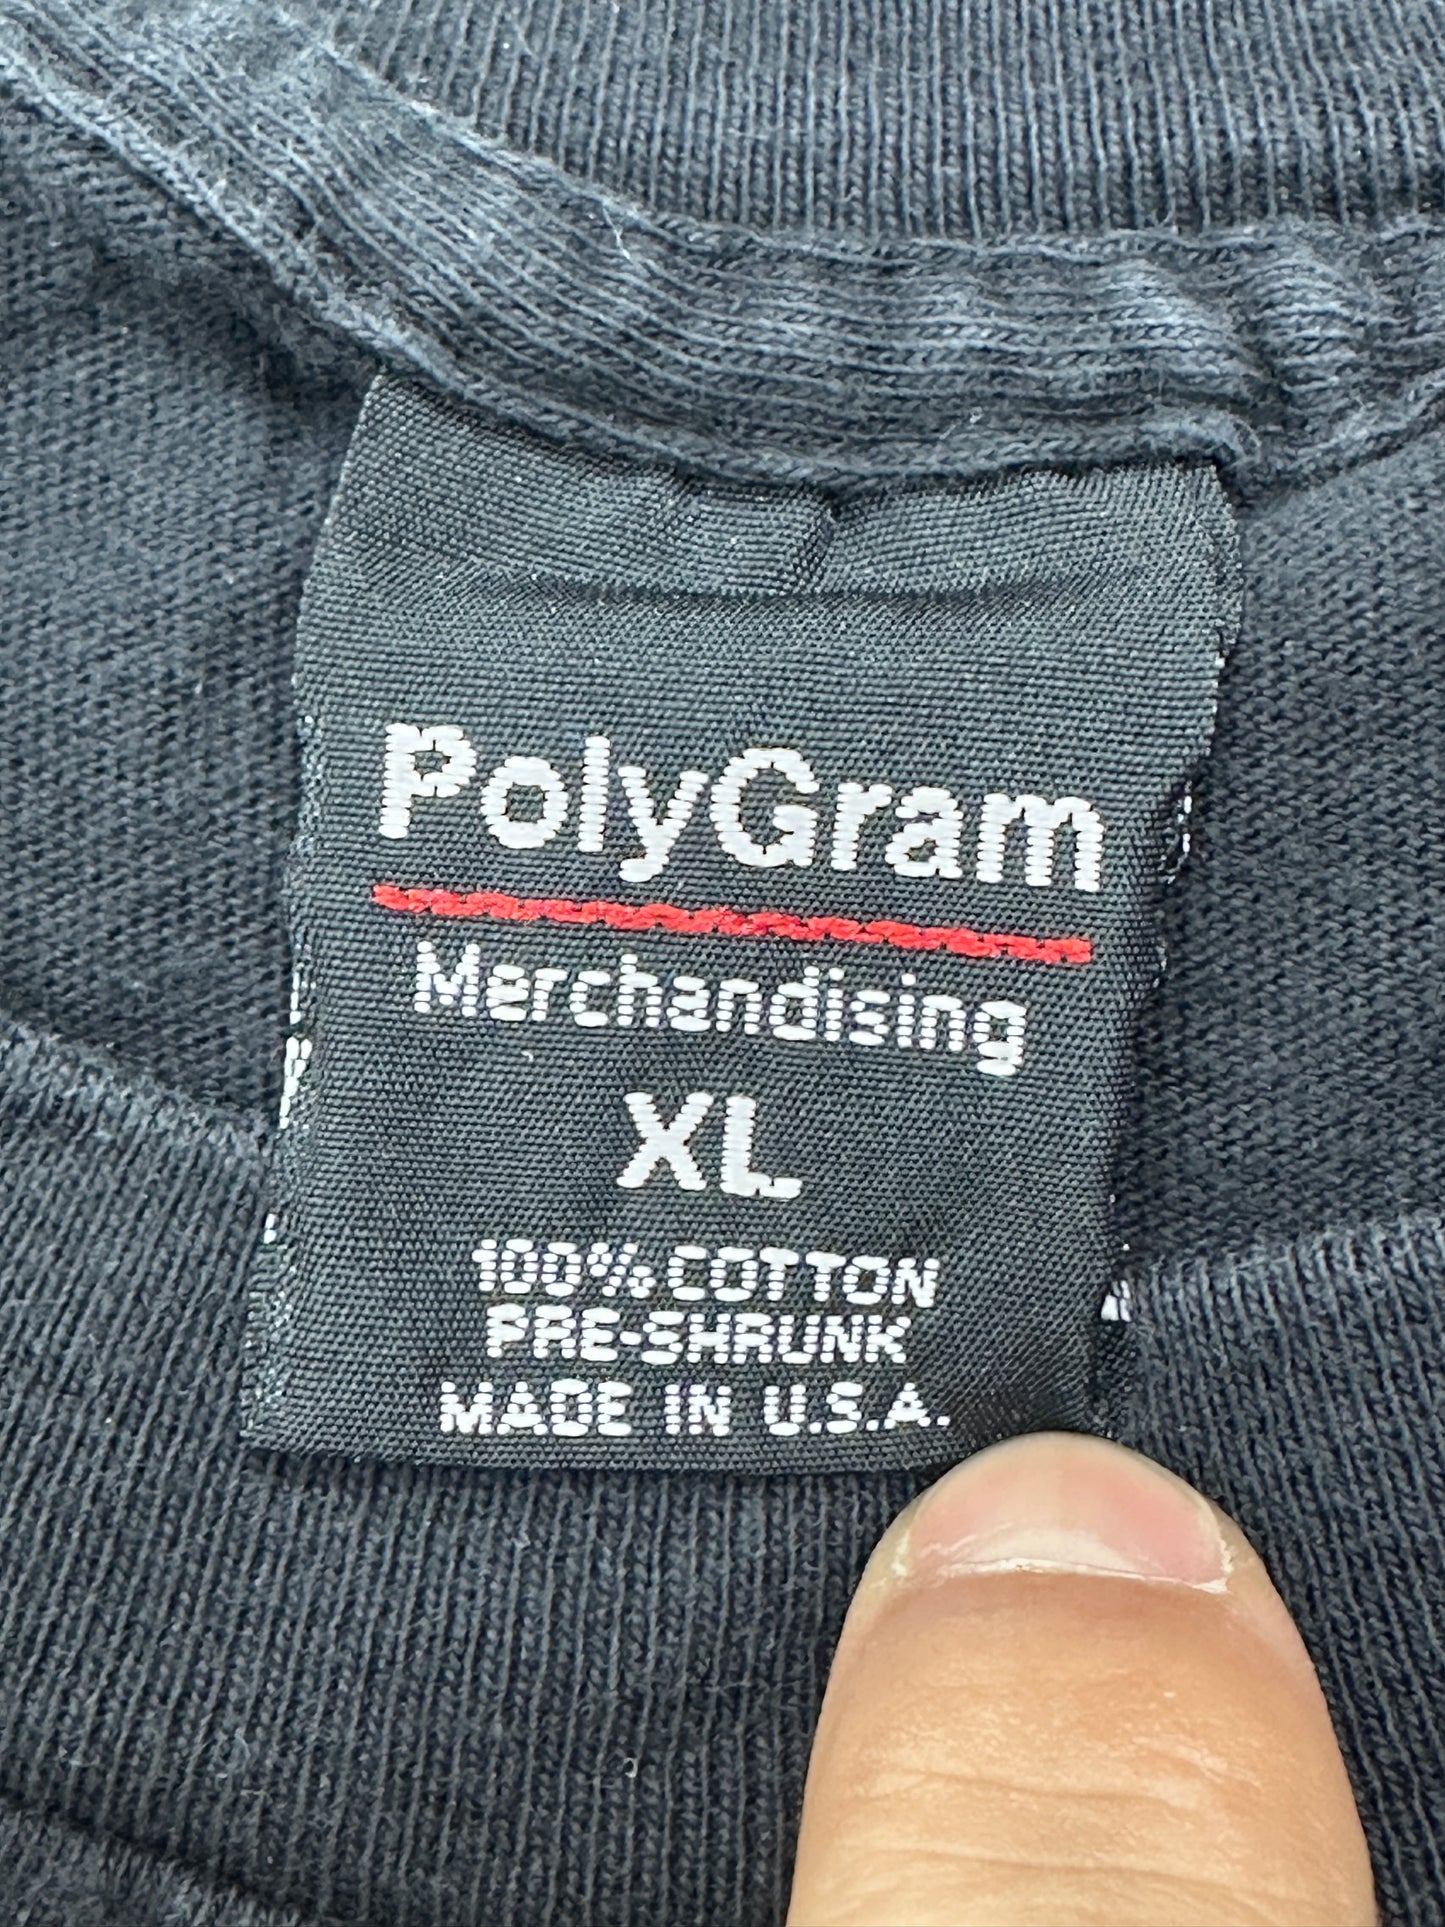 PolyGram
Merchandising
XL
100% COTTON
PRE-SHRUNK
MADE IN U.S.A.